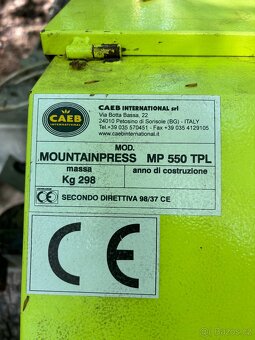 CAEB
INTERNATIONAL
CAEB INTERNATIONAL srl
Via Botta Bassa, 22
24010 Petosino di Sorisole (BG) - ITALY
Tel.+39 035 570451 - Fax +39 035 4129105
www.caebinternational.it
MOD.
MOUNTAINPRESS MP 550 TPL
massa anno di costruzione
Kg 298
CE SECONDO DIRETTIVA 98/37 CE
CE